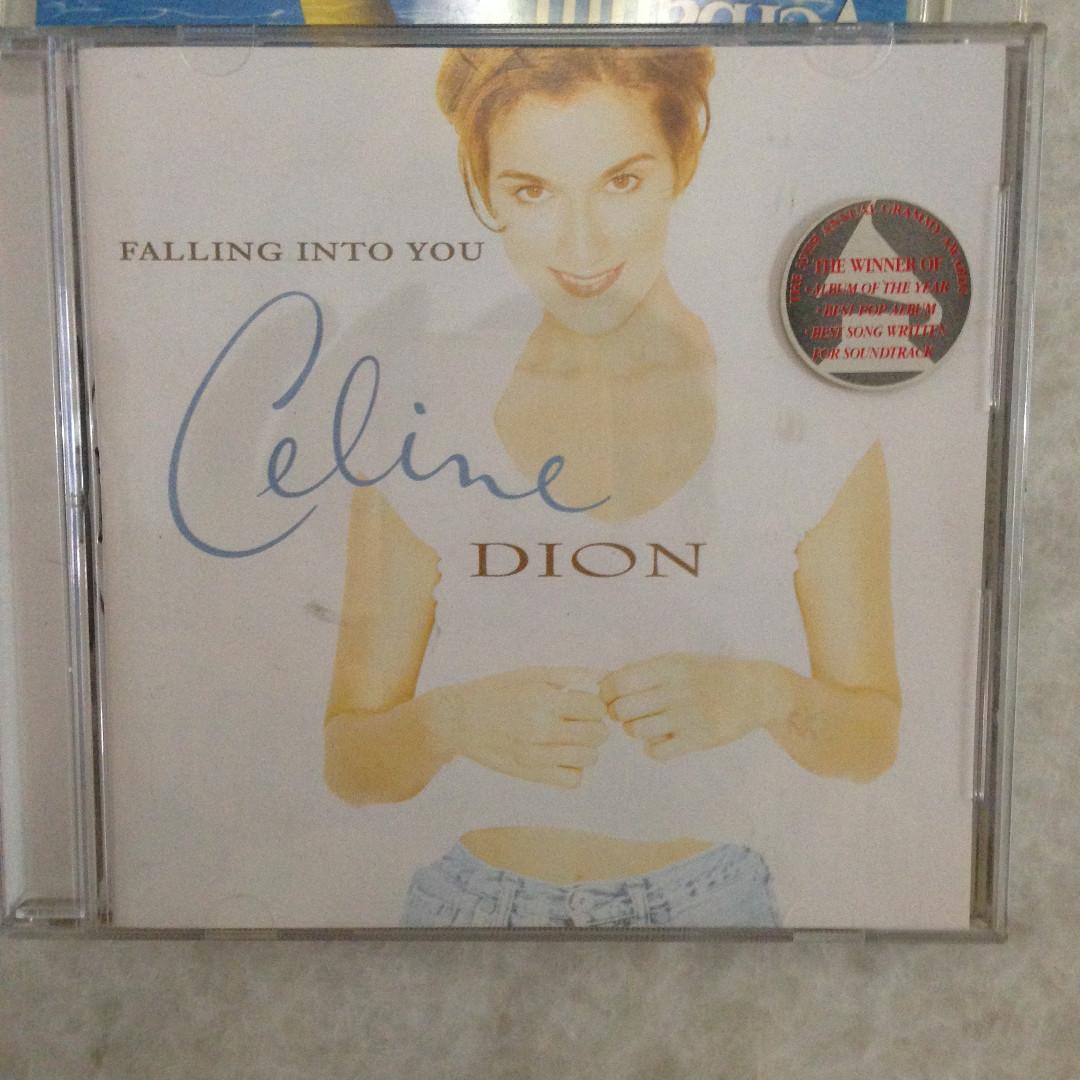 FALLING INTO YOU
Celine
DION
THE WINNER OF
• ALBUM OF THE YEAR
• BEST POP ALBUM
• BEST SONG WRITTEN
FOR SOUNDTRACK